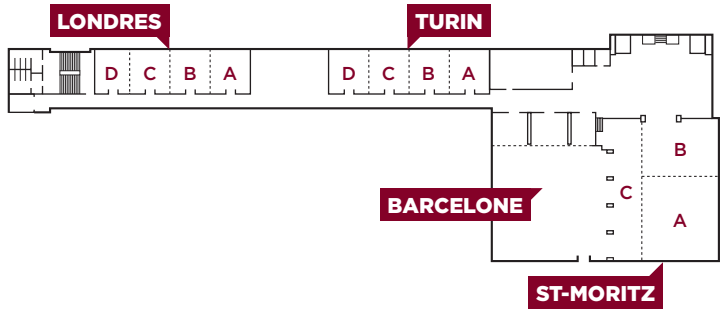 LONDRES
TURIN
D C B A
D C B A
B
C
A
BARCELONE
ST-MORITZ